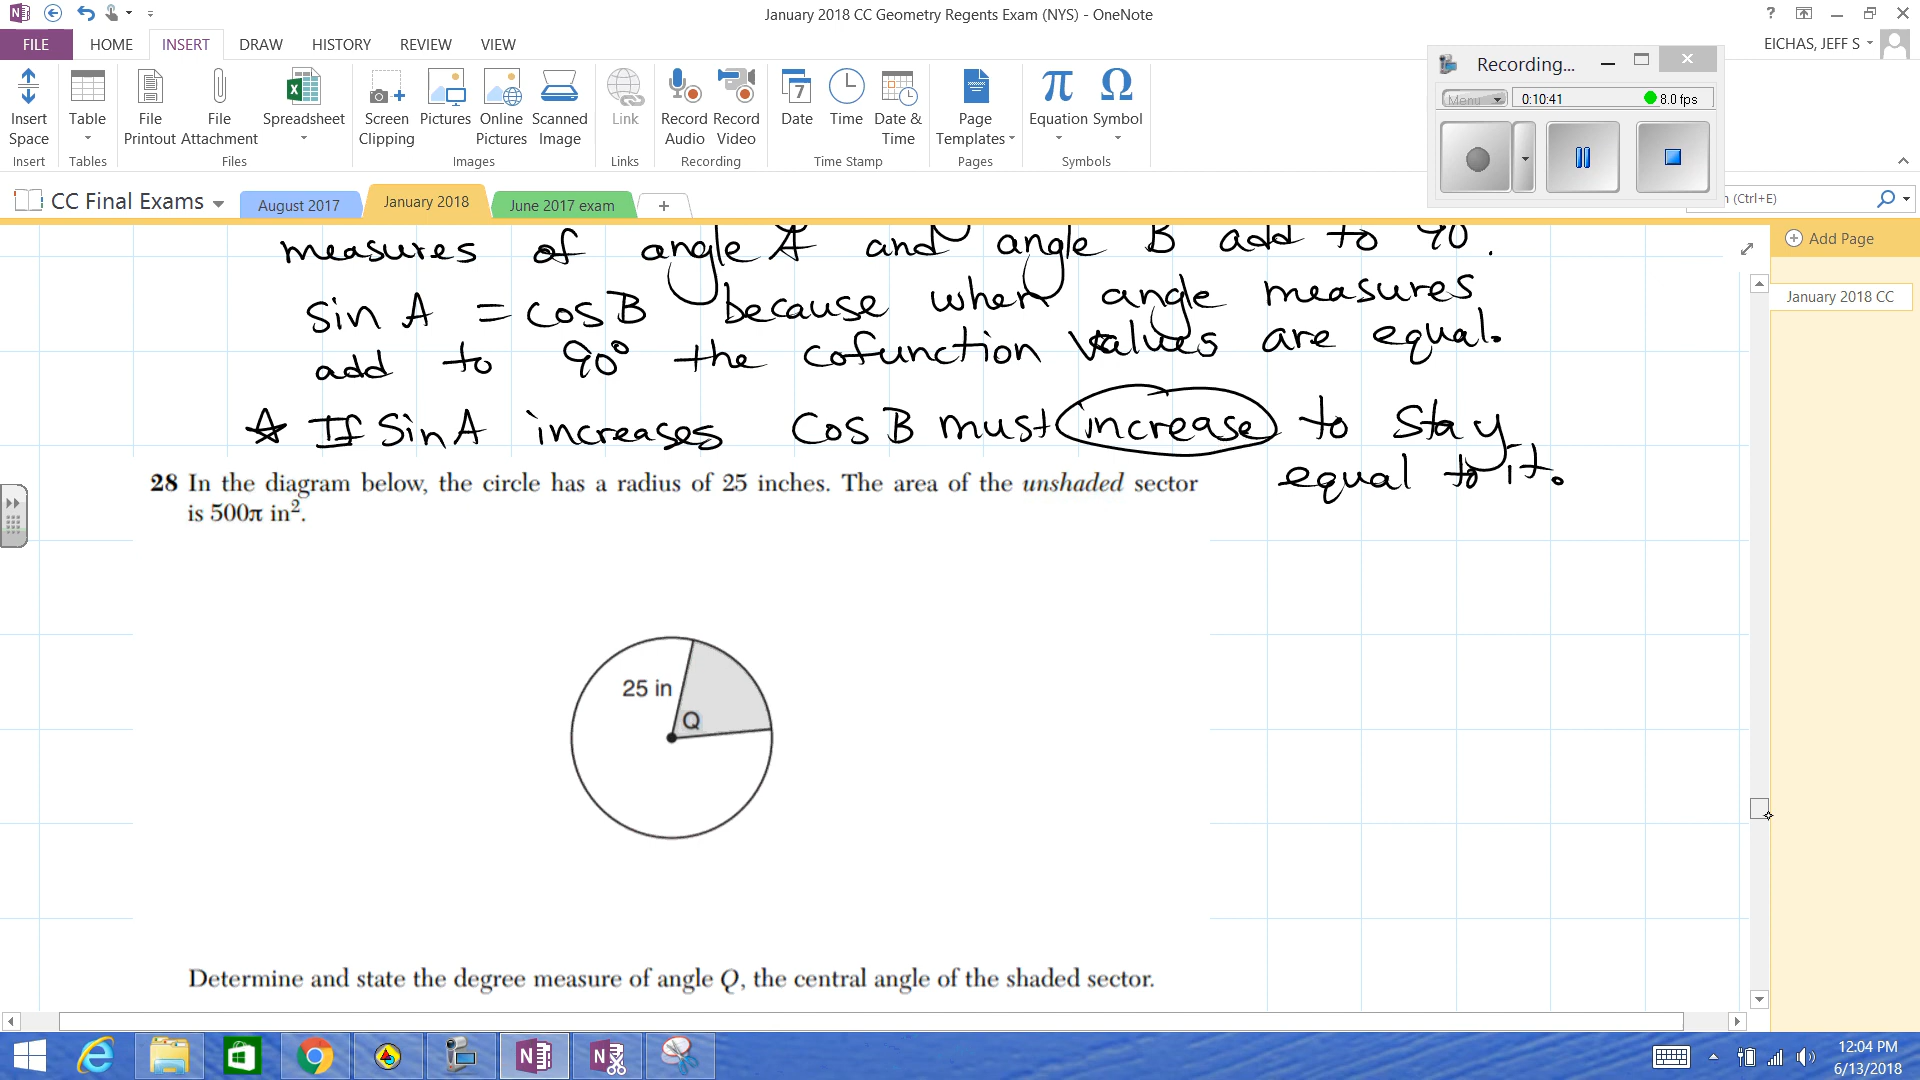 January 2018 CC Geometry Regents Exam (NYS) - OneNote
?
FILE HOME INSERT DRAW HISTORY REVIEW VIEW
EICHAS, JEFF S
Insert Space
Table
File Printout
File Attachment
Spreadsheet
Screen Clipping
Pictures
Online Pictures
Scanned Image
Link
Record Audio
Record Video
Date
Time
Date & Time
Page Templates
Equation
Symbol
Insert Tables Files Images Links Recording Time Stamp Pages Symbols
Recording...
Menu 0:10:41 8.0 fps
CC Final Exams August 2017 January 2018 June 2017 exam +
(Ctrl+E)
Add Page
January 2018 CC
measures of angle A and angle B add to 90.
sin A = cos B because when angle measures
add to 90° the cofunction values are equal.
☆ If Sin A increases Cos B must increase to stay
equal to it.
28 In the diagram below, the circle has a radius of 25 inches. The area of the unshaded sector
is 500π in².
25 in
Q
Determine and state the degree measure of angle Q, the central angle of the shaded sector.
12:04 PM
6/13/2018